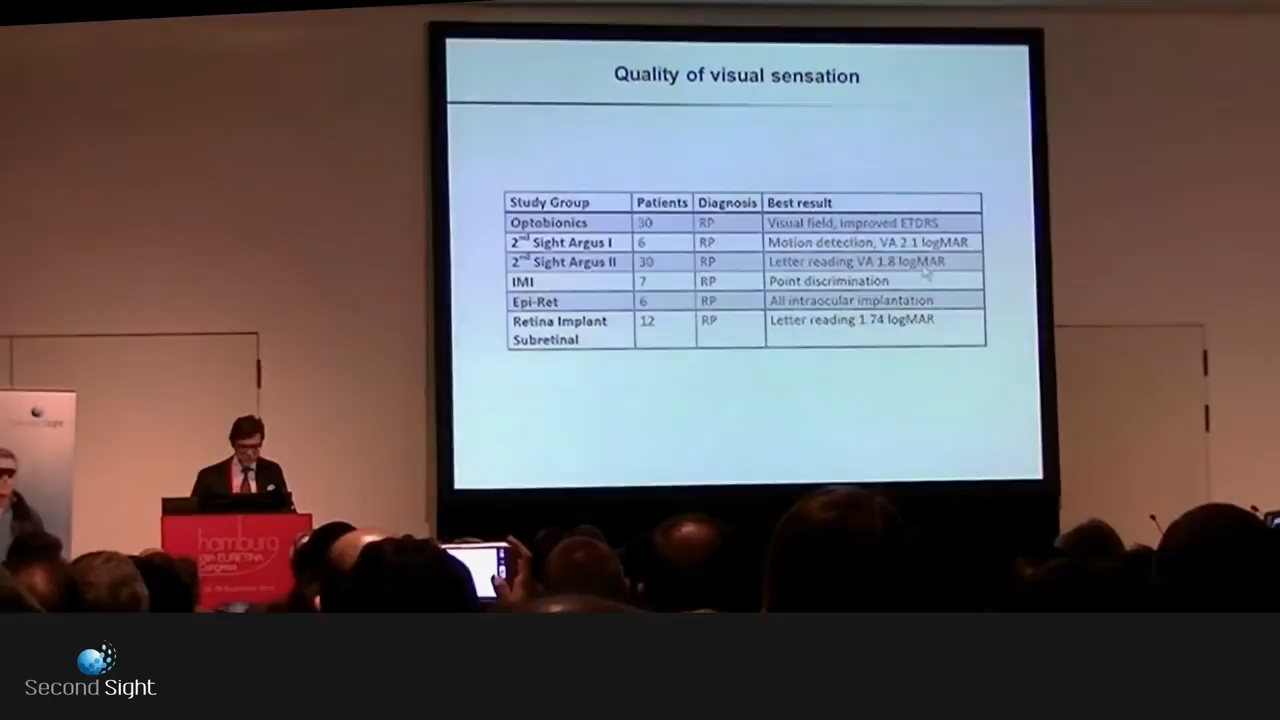 Quality of visual sensation
Study Group Patients Diagnosis Best result
Optobionics 30 RP Visual field, improved ETDRS
2nd Sight Argus I 6 RP Motion detection, VA 2.1 logMAR
2nd Sight Argus II 30 RP Letter reading VA 1.8 logMAR
IMI 7 RP Point discrimination
Epi-Ret 6 RP All intraocular implantation
Retina Implant 12 RP Letter reading 1.74 logMAR
Subretinal
hamburg
EURETINA
Congress
Second Sight